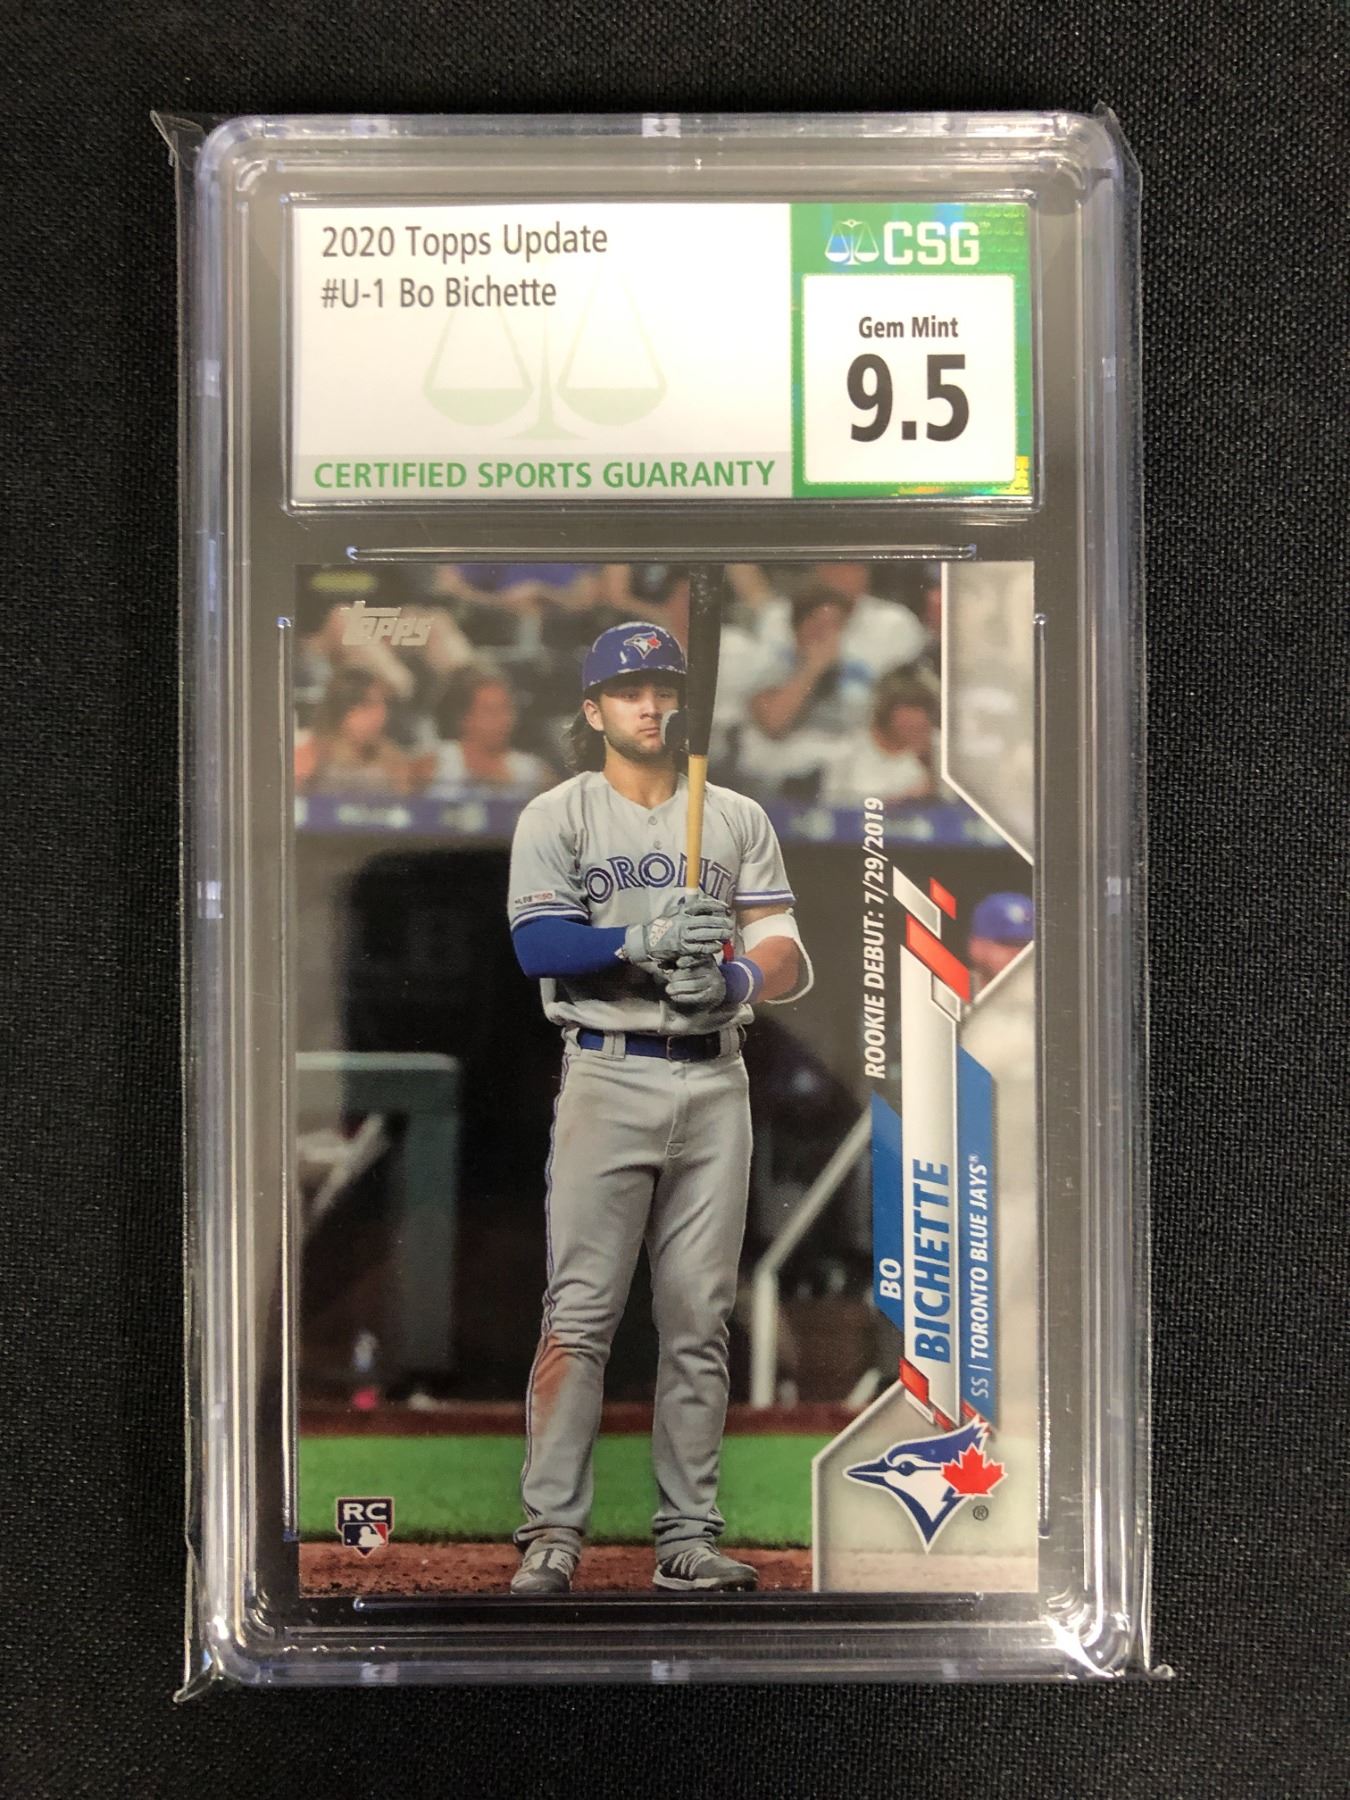 2020 Topps Update
#U-1 Bo Bichette
CERTIFIED SPORTS GUARANTY
CSG
Gem Mint
9.5
Topps
TORONTO
ROOKIE DEBUT: 7/29/2019
BO
BICHETTE
SS | TORONTO BLUE JAYS®
RC
®